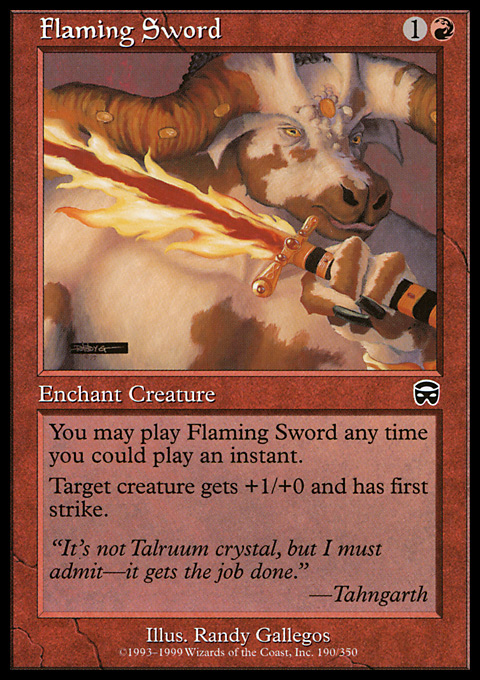 Flaming Sword 1
Enchant Creature
You may play Flaming Sword any time
you could play an instant.
Target creature gets +1/+0 and has first
strike.
“It’s not Talruum crystal, but I must
admit—it gets the job done.”
—Tahngarth
Illus. Randy Gallegos
©1993–1999 Wizards of the Coast, Inc. 190/350